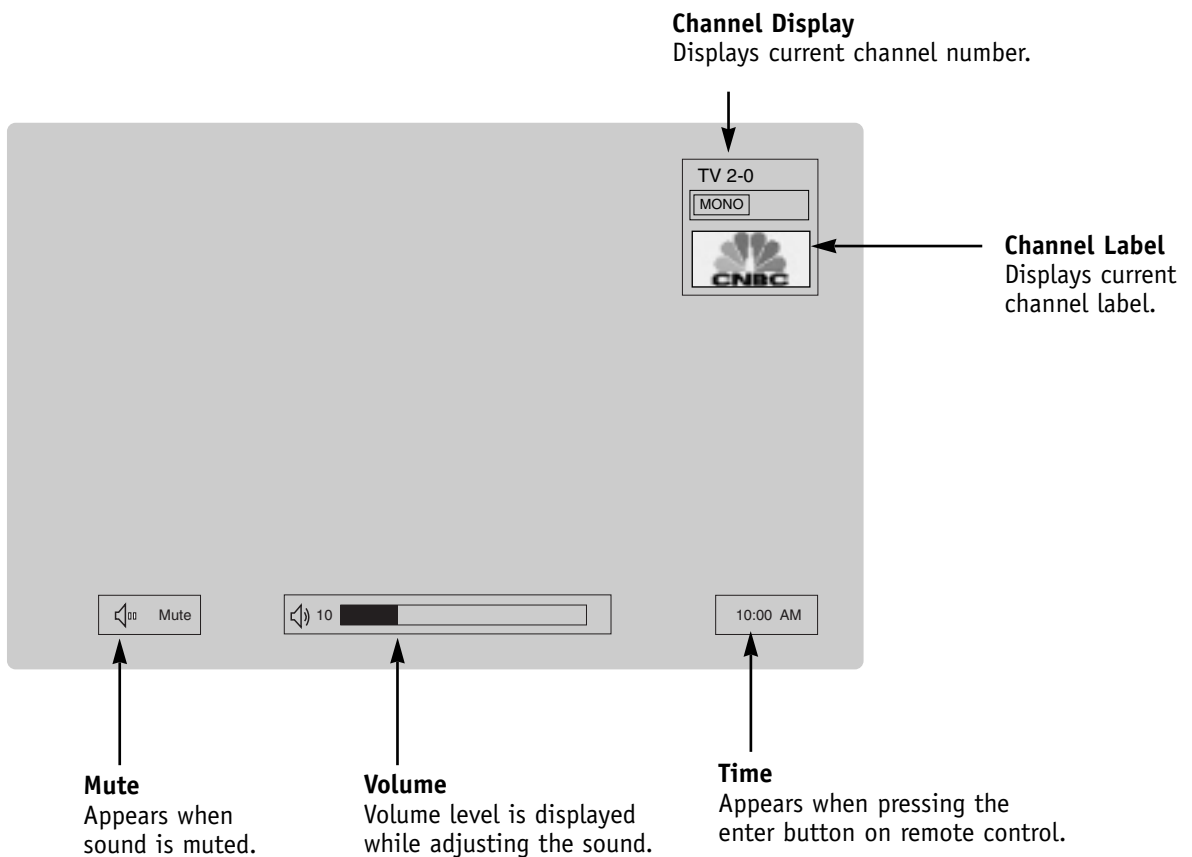 Channel Display
Displays current channel number.
TV 2-0
MONO
CNBC
Channel Label
Displays current
channel label.
Mute
10
10:00 AM
Mute
Appears when
sound is muted.
Volume
Volume level is displayed
while adjusting the sound.
Time
Appears when pressing the
enter button on remote control.